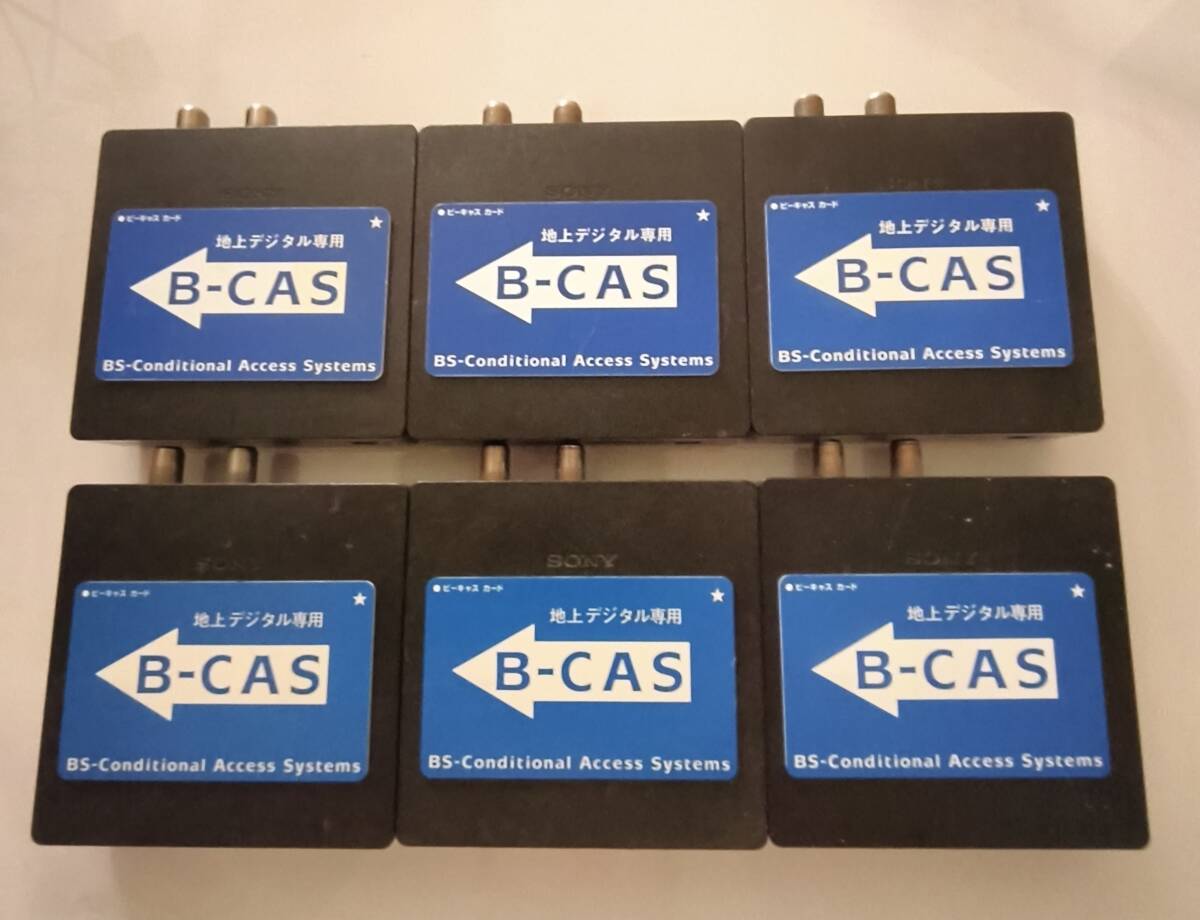 SONY
● ビーキャス カード ★
地上デジタル専用
B-CAS
BS-Conditional Access Systems
SONY
● ビーキャス カード ★
地上デジタル専用
B-CAS
BS-Conditional Access Systems
● ビーキャス カード ★
地上デジタル専用
B-CAS
BS-Conditional Access Systems
SONY
● ビーキャス カード ★
地上デジタル専用
B-CAS
BS-Conditional Access Systems
SONY
● ビーキャス カード ★
地上デジタル専用
B-CAS
BS-Conditional Access Systems
SONY
● ビーキャス カード ★
地上デジタル専用
B-CAS
BS-Conditional Access Systems